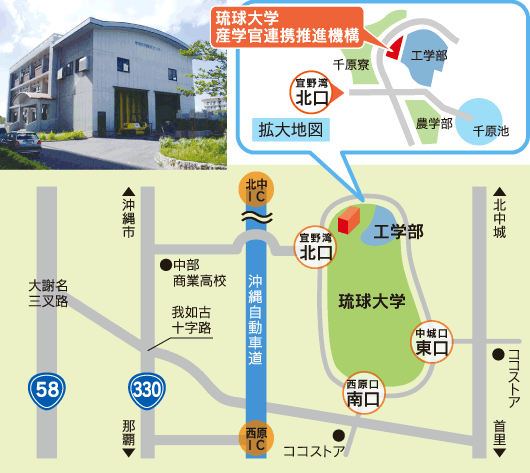 琉球大学
産学官連携推進機構
千原寮
工学部
宜野湾
北口
農学部
千原池
拡大地図
沖縄市
北中
IC
北中城
宜野湾
北口
工学部
中部
商業高校
大謝名
三叉路
我如古
十字路
沖縄自動車道
琉球大学
中城口
東口
ココストア
58
330
西原口
南口
那覇
西原
IC
ココストア
首里